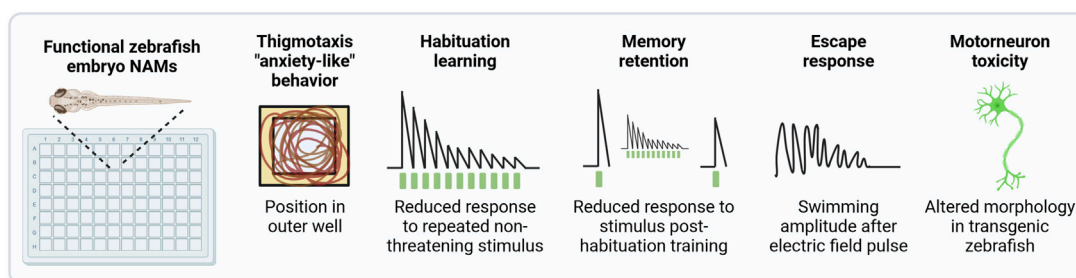 Functional zebrafish
embryo NAMs
1 2 3 4 5 6 7 8 9 10 11 12
A
B
C
D
E
F
G
H
Thigmotaxis
"anxiety-like"
behavior
Position in
outer well
Habituation
learning
Reduced response
to repeated non-
threatening stimulus
Memory
retention
Reduced response to
stimulus post-
habituation training
Escape
response
Swimming
amplitude after
electric field pulse
Motorneuron
toxicity
Altered morphology
in transgenic
zebrafish